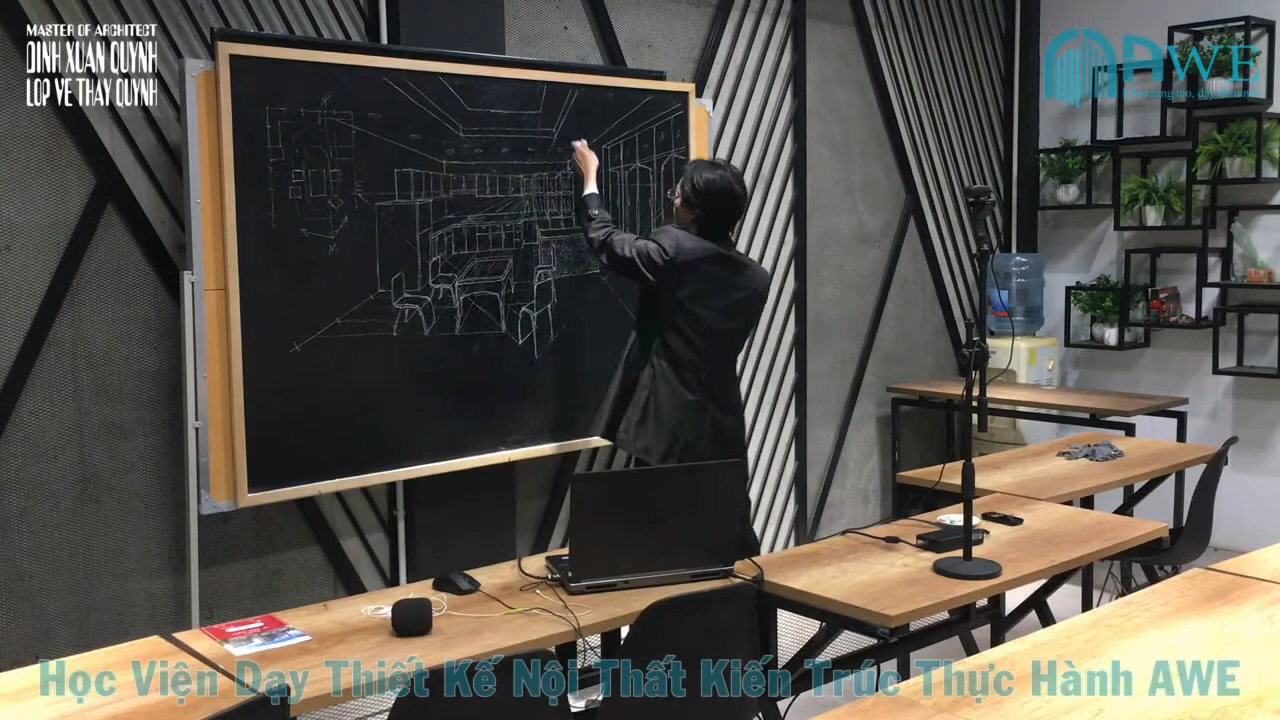 MASTER OF ARCHITECT
DINH XUAN QUYNH
LOP VE THAY QUYNH
AWE
Học Viện Dạy Thiết Kế Nội Thất Kiến Trúc Thực Hành AWE